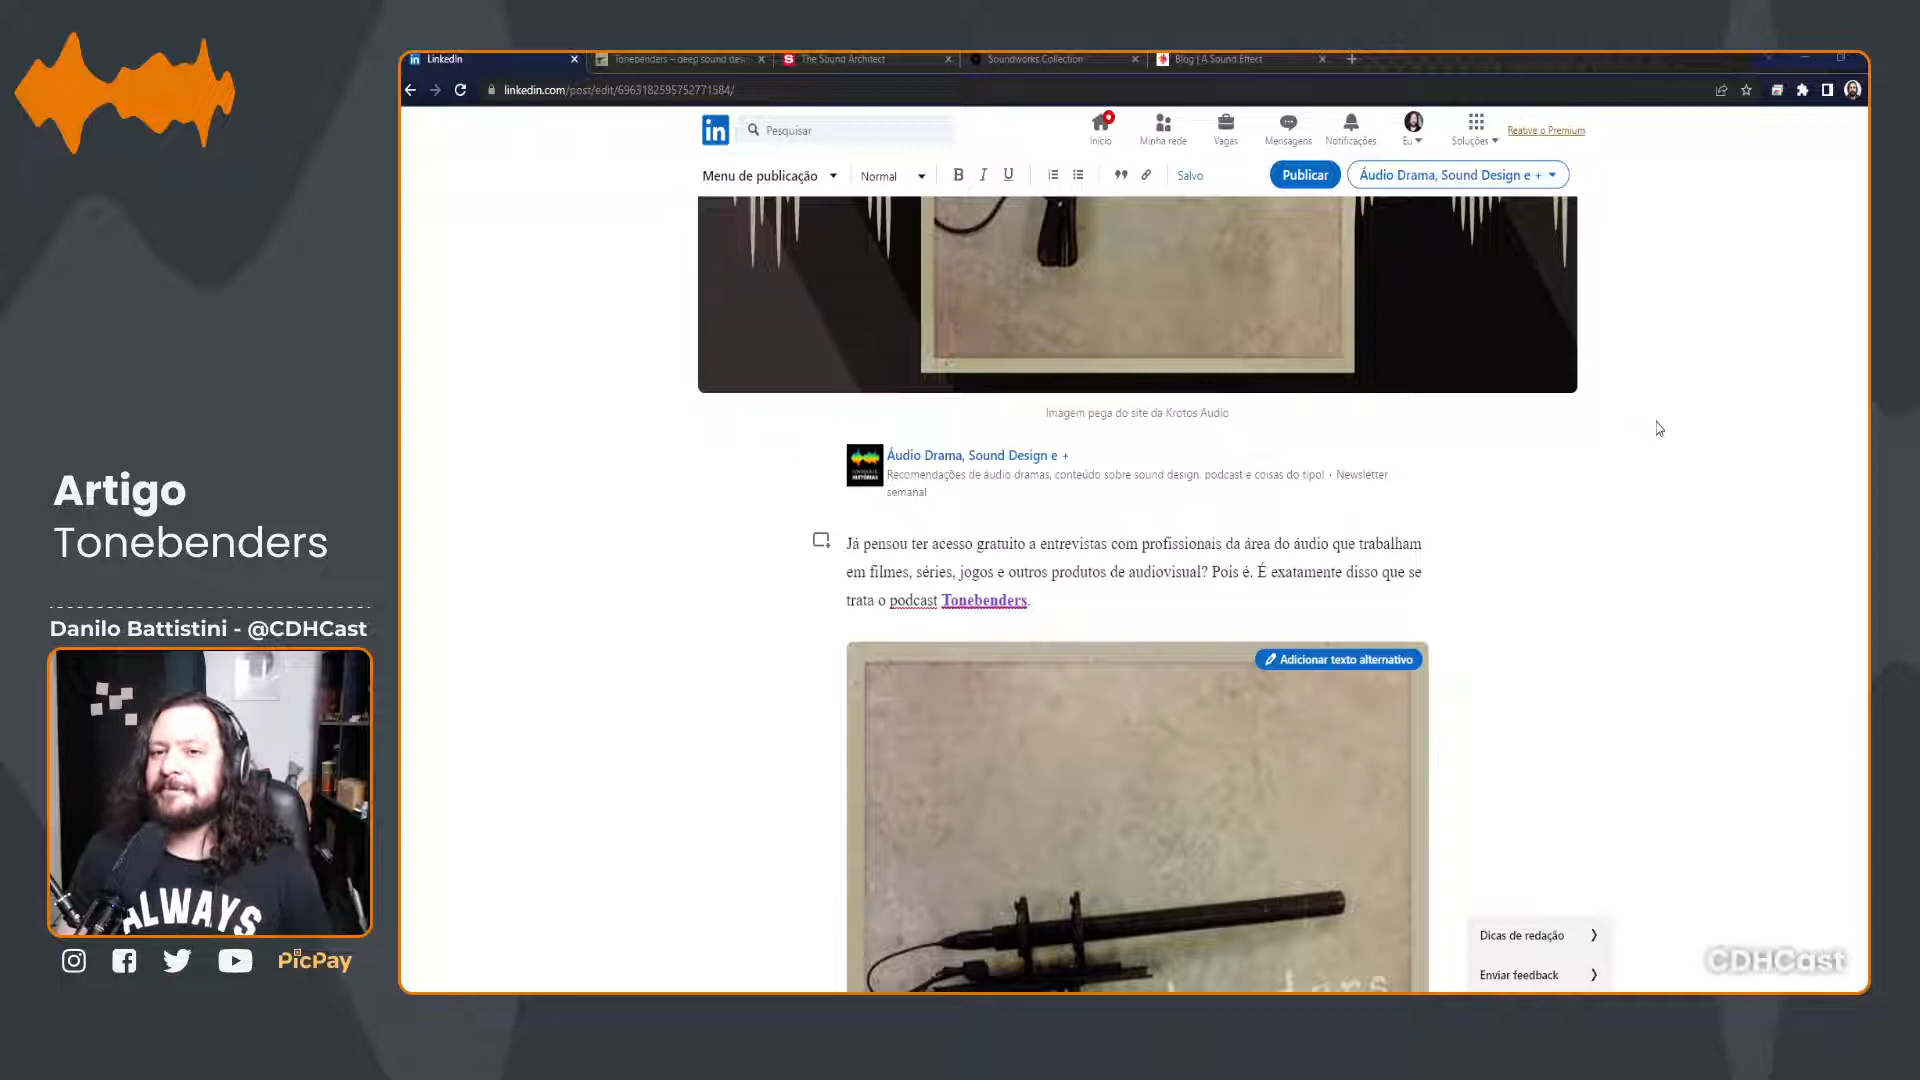 LinkedIn
Tonebenders – deep sound des
The Sound Architect
Soundworks Collection
Blog | A Sound Effect
linkedin.com/post/edit/6963182595752771584/
Pesquisar
Início
Minha rede
Vagas
Mensagens
Notificações
Eu
Soluções
Reative o Premium
Menu de publicação
Normal
B I U
Salvo
Publicar
Áudio Drama, Sound Design e +
Imagem pega do site da Krotos Audio
Áudio Drama, Sound Design e +
Recomendações de áudio dramas, conteúdo sobre sound design, podcast e coisas do tipo! · Newsletter
semanal
Já pensou ter acesso gratuito a entrevistas com profissionais da área do áudio que trabalham
em filmes, séries, jogos e outros produtos de audiovisual? Pois é. É exatamente disso que se
trata o podcast Tonebenders.
Adicionar texto alternativo
Dicas de redação
Enviar feedback
CDHCast
Artigo
Tonebenders
Danilo Battistini - @CDHCast
ALWAYS
PicPay